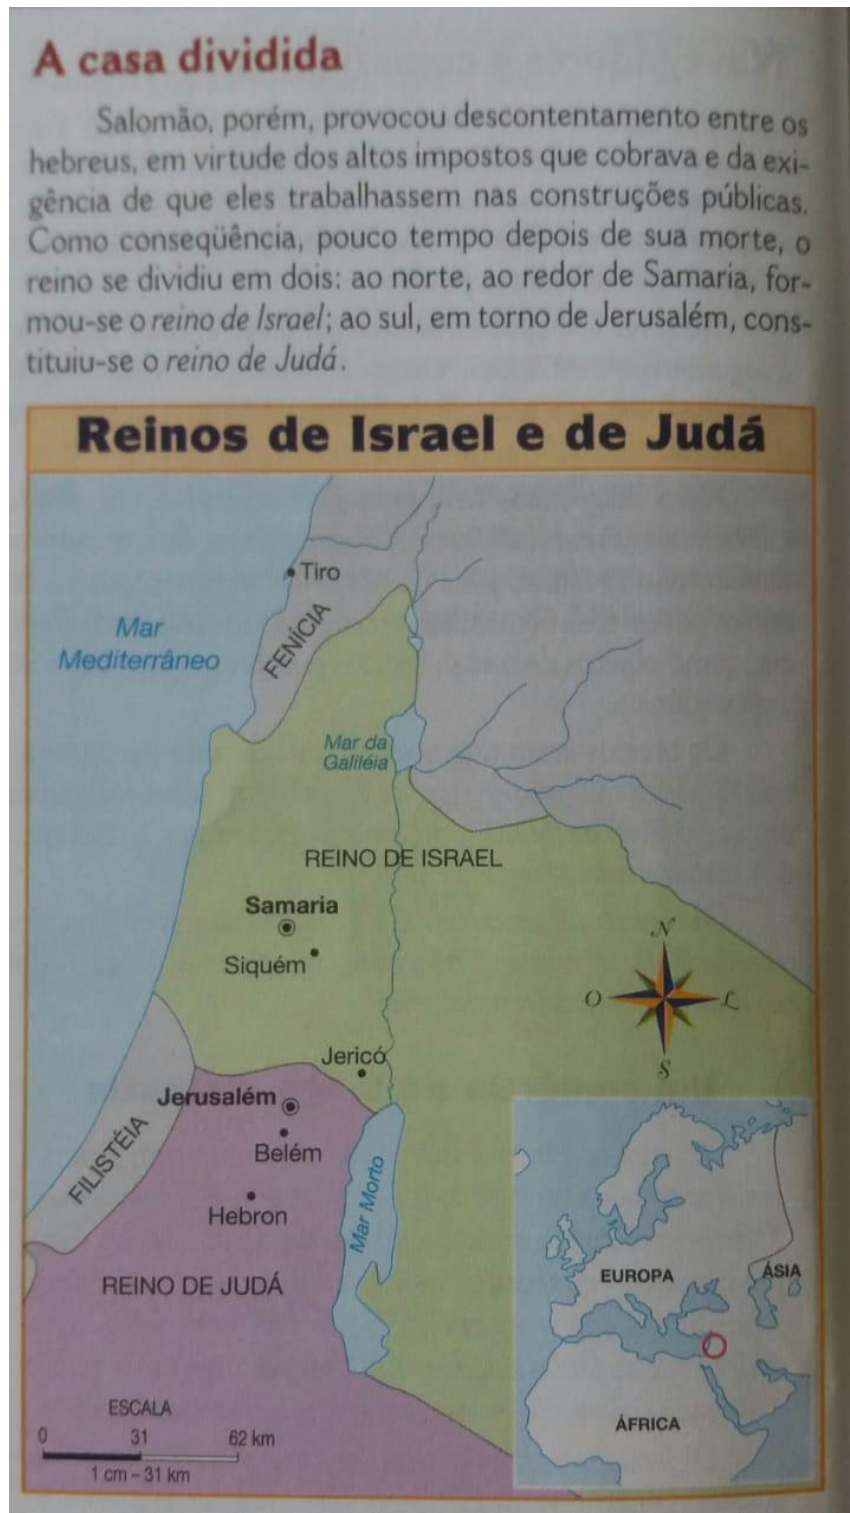 A casa dividida
Salomão, porém, provocou descontentamento entre os
hebreus, em virtude dos altos impostos que cobrava e da exi-
gência de que eles trabalhassem nas construções públicas.
Como conseqüência, pouco tempo depois de sua morte, o
reino se dividiu em dois: ao norte, ao redor de Samaria, for-
mou-se o reino de Israel; ao sul, em torno de Jerusalém, cons-
tituiu-se o reino de Judá.
Reinos de Israel e de Judá
Tiro
FENÍCIA
Mar
Mediterrâneo
Mar da
Galiléia
REINO DE ISRAEL
Samaria
Siquém
N
O
L
S
Jericó
Jerusalém
FILISTÉIA
Belém
Mar Morto
Hebron
REINO DE JUDÁ
EUROPA
ÁSIA
ÁFRICA
ESCALA
0 31 62 km
1 cm – 31 km